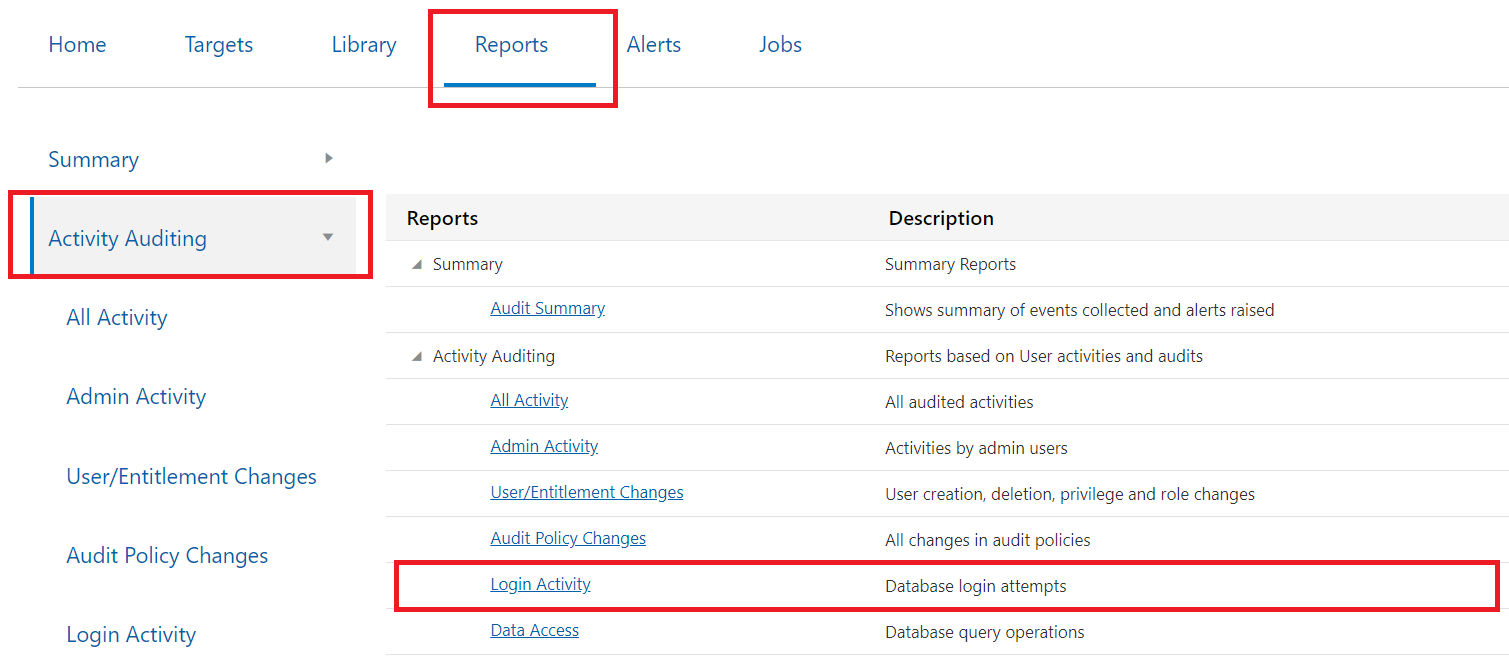 Home Targets Library Reports Alerts Jobs
Summary
Activity Auditing
All Activity
Admin Activity
User/Entitlement Changes
Audit Policy Changes
Login Activity
Reports Description
Summary Summary Reports
Audit Summary Shows summary of events collected and alerts raised
Activity Auditing Reports based on User activities and audits
All Activity All audited activities
Admin Activity Activities by admin users
User/Entitlement Changes User creation, deletion, privilege and role changes
Audit Policy Changes All changes in audit policies
Login Activity Database login attempts
Data Access Database query operations